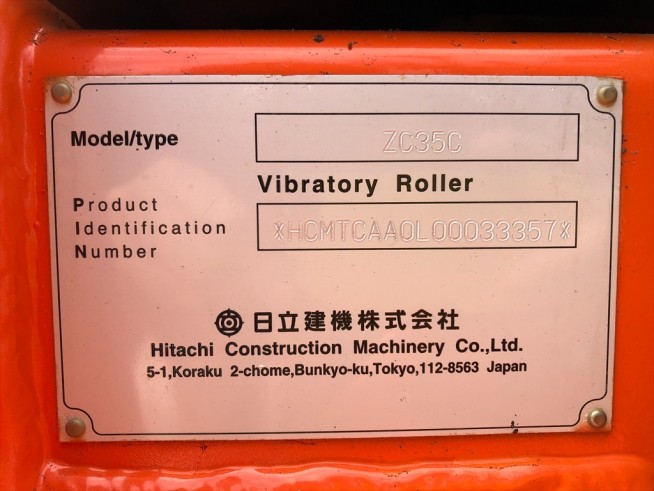 Model/type ZC35C
Vibratory Roller
Product
Identification *HCMTCAA0L00033357*
Number
日立建機株式会社
Hitachi Construction Machinery Co.,Ltd.
5-1,Koraku 2-chome,Bunkyo-ku,Tokyo,112-8563 Japan